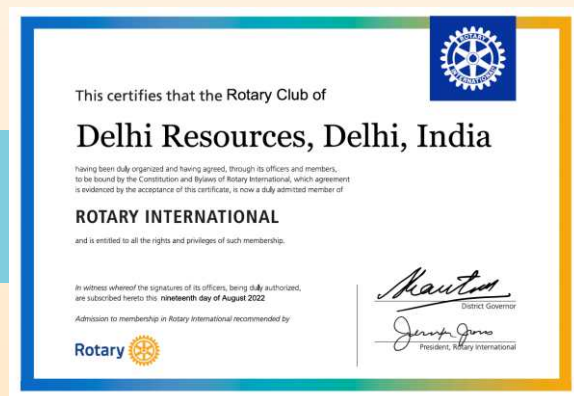 ROTARY
INTERNATIONAL
This certifies that the Rotary Club of
Delhi Resources, Delhi, India
having been duly organized and having agreed, through its officers and members,
to be bound by the Constitution and Bylaws of Rotary International, which agreement
is evidenced by the acceptance of this certificate, is now a duly admitted member of
ROTARY INTERNATIONAL
and is entitled to all the rights and privileges of such membership.
In witness whereof the signatures of its officers, being duly authorized,
are subscribed hereto this nineteenth day of August 2022
Admission to membership in Rotary International recommended by
Rotary
District Governor
President, Rotary International